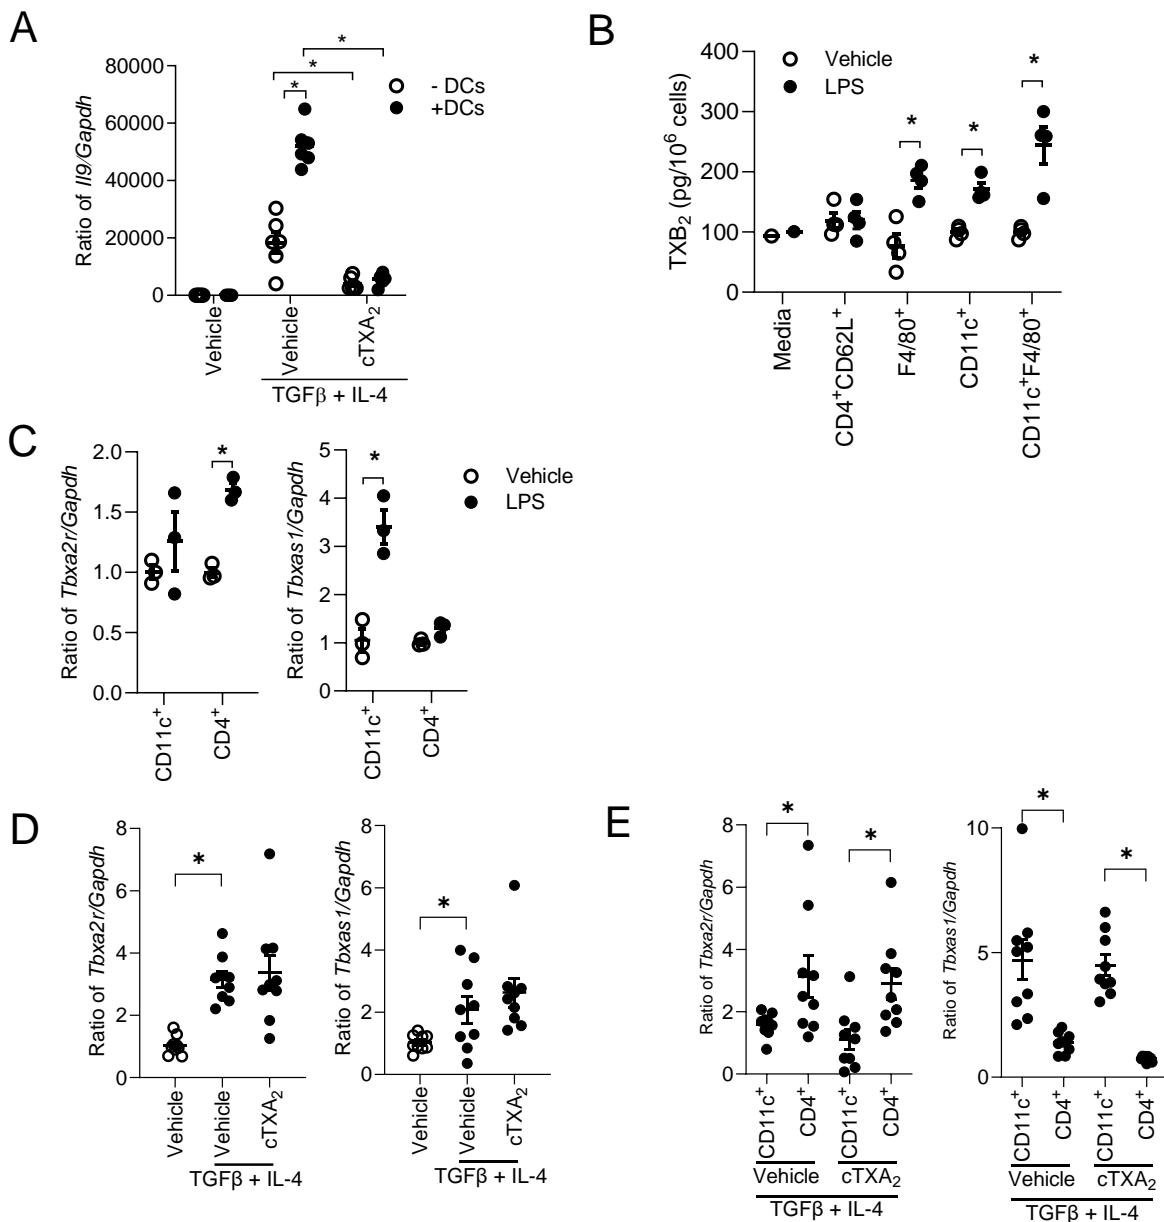 A
Ratio of Il9/Gapdh
80000
60000
40000
20000
0
*
*
*
- DCs
+DCs
Vehicle
Vehicle
cTXA2
TGFβ + IL-4
B
TXB2 (pg/10^6 cells)
400
300
200
100
0
Vehicle
LPS
*
*
*
Media
CD4+CD62L+
F4/80+
CD11c+
CD11c+F4/80+
C
Ratio of Tbxa2r/Gapdh
2.0
1.5
1.0
0.5
0.0
*
CD11c+
CD4+
Ratio of Tbxas1/Gapdh
5
4
3
2
1
0
*
CD11c+
CD4+
Vehicle
LPS
D
Ratio of Tbxa2r/Gapdh
8
6
4
2
0
*
Vehicle
Vehicle
cTXA2
TGFβ + IL-4
Ratio of Tbxas1/Gapdh
8
6
4
2
0
*
Vehicle
Vehicle
cTXA2
TGFβ + IL-4
E
Ratio of Tbxa2r/Gapdh
8
6
4
2
0
*
*
CD11c+
CD4+
CD11c+
CD4+
Vehicle
cTXA2
TGFβ + IL-4
Ratio of Tbxas1/Gapdh
10
5
0
*
*
CD11c+
CD4+
CD11c+
CD4+
Vehicle
cTXA2
TGFβ + IL-4